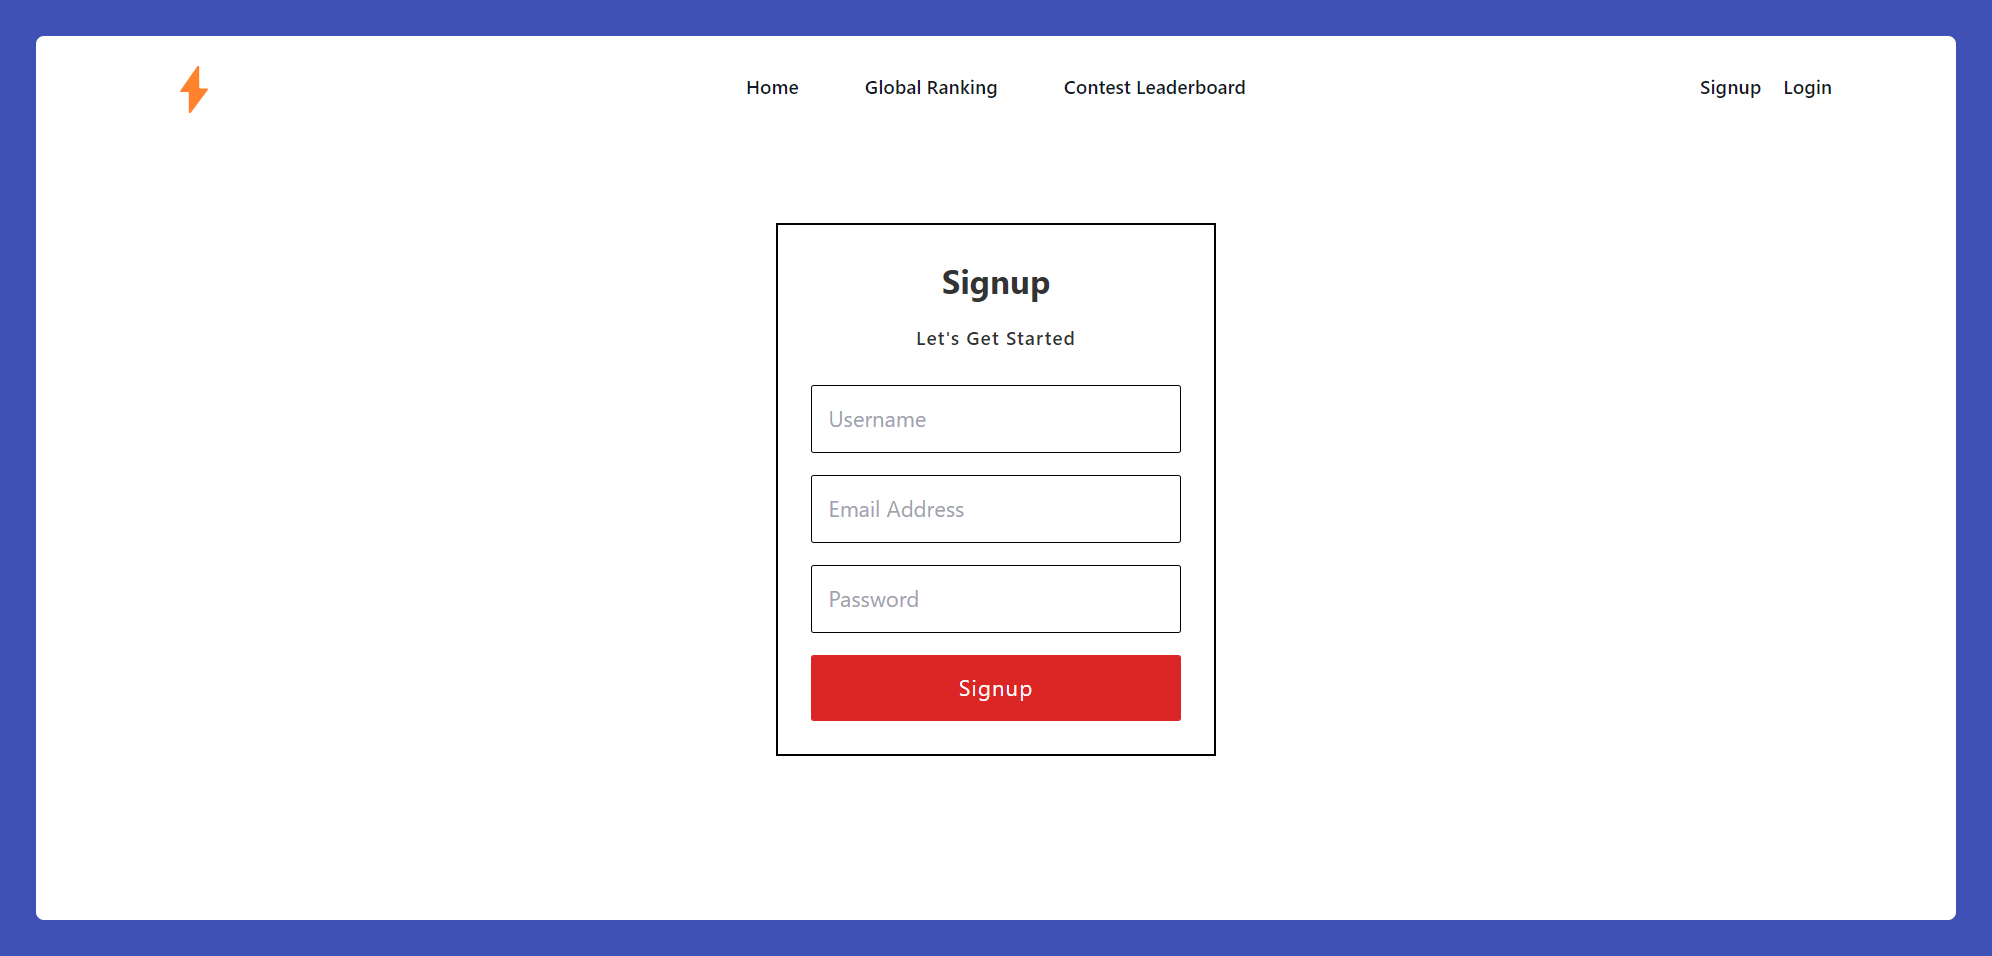 Home Global Ranking Contest Leaderboard Signup Login
Signup
Let's Get Started
Username
Email Address
Password
Signup